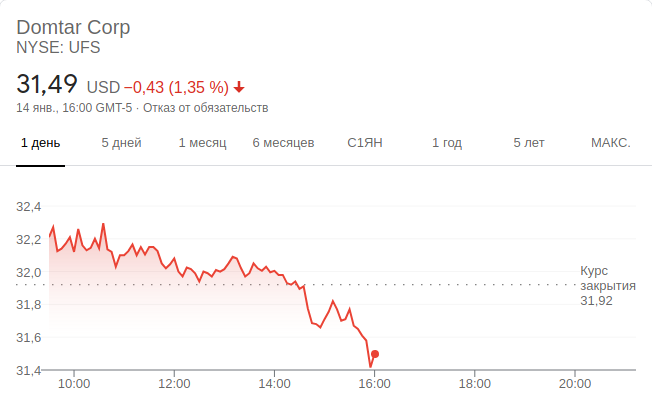 Domtar Corp
NYSE: UFS
31,49 USD −0,43 (1,35 %)
14 янв., 16:00 GMT-5 · Отказ от обязательств
1 день 5 дней 1 месяц 6 месяцев С1ЯН 1 год 5 лет МАКС.
32,4
32,2
32,0
31,8
31,6
31,4
Курс
закрытия
31,92
10:00 12:00 14:00 16:00 18:00 20:00